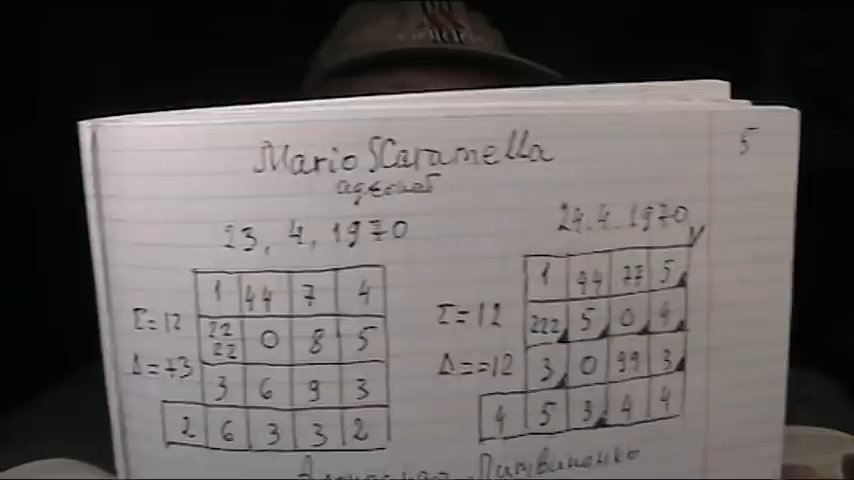 5
Mario Scaramella
23. 4. 1970
24. 4. 1970
1 44 7 4
1 44 77 5
Σ=12
22 22 0 8 5
Σ=12
222 5 0 4
Δ=+3
3 6 9 3
Δ==12
3 0 99 3
2 6 3 3 2
4 5 3 4 4
Литвиненко